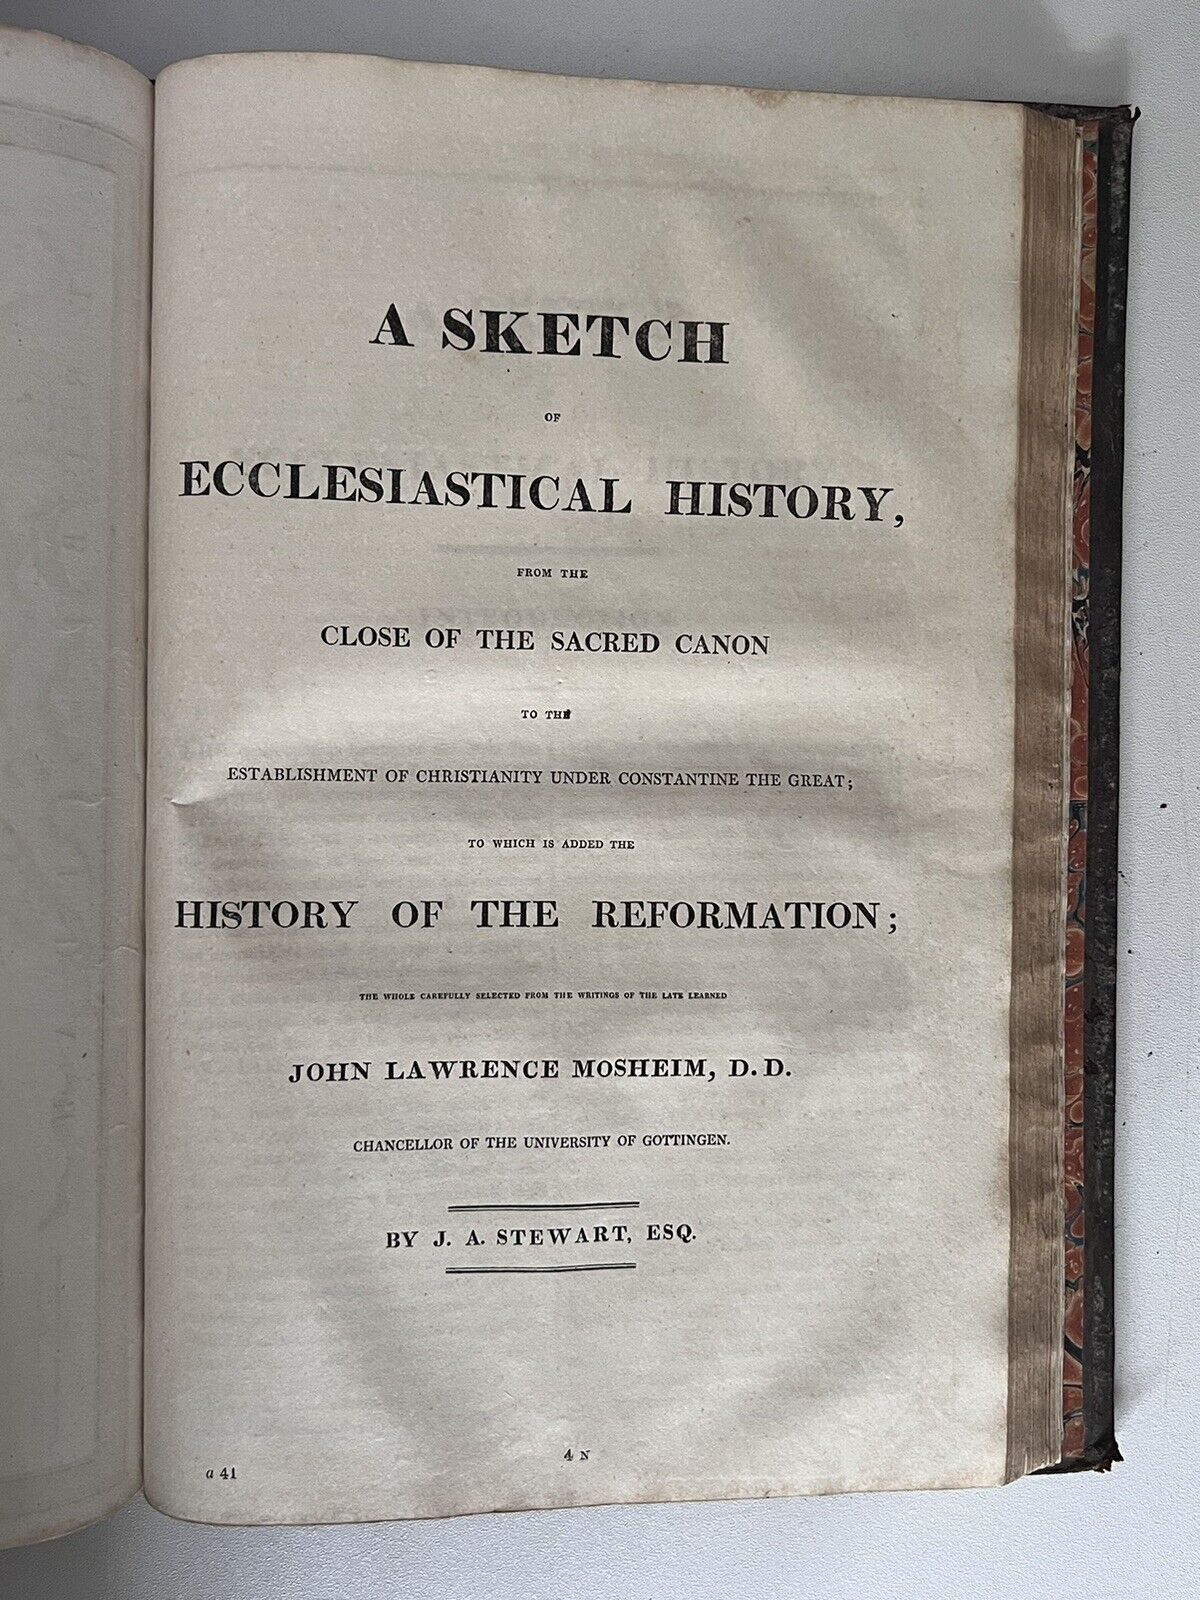 A SKETCH
OF
ECCLESIASTICAL HISTORY,
FROM THE
CLOSE OF THE SACRED CANON
TO THE
ESTABLISHMENT OF CHRISTIANITY UNDER CONSTANTINE THE GREAT;
TO WHICH IS ADDED THE
HISTORY OF THE REFORMATION;
THE WHOLE CAREFULLY SELECTED FROM THE WRITINGS OF THE LATE LEARNED
JOHN LAWRENCE MOSHEIM, D.D.
CHANCELLOR OF THE UNIVERSITY OF GOTTINGEN.
BY J. A. STEWART, ESQ.
4 N
a 41